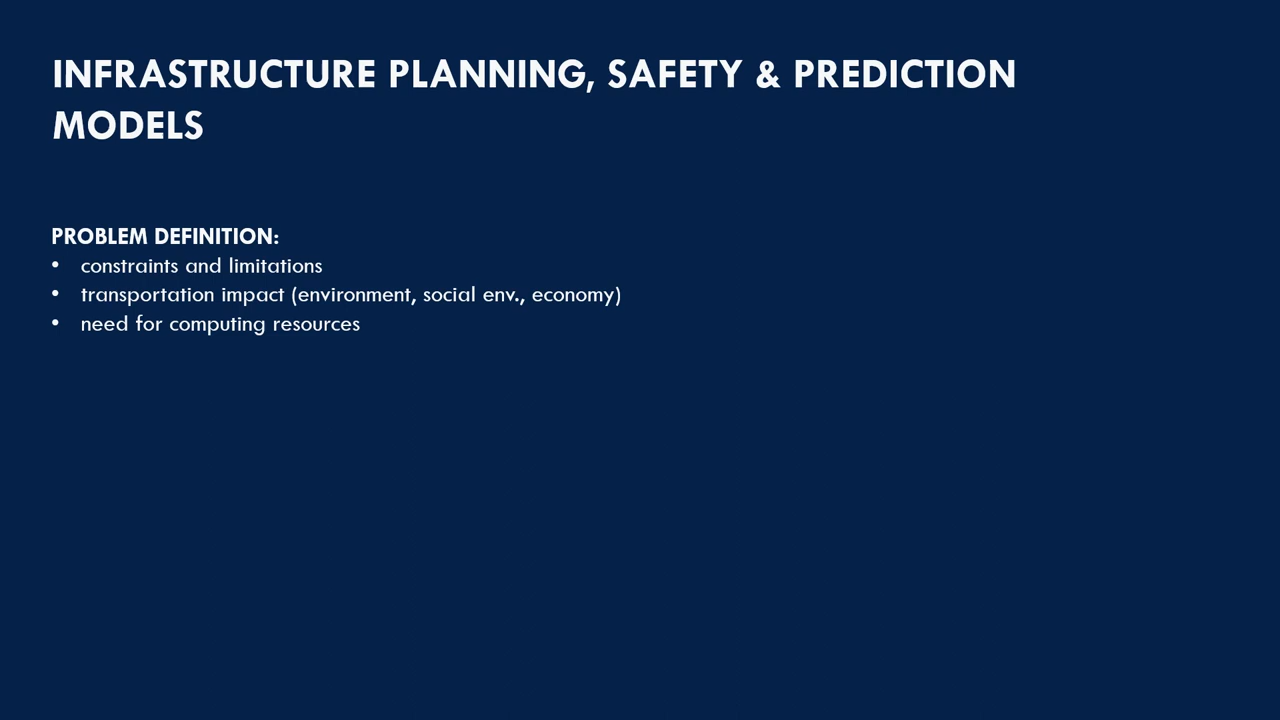 INFRASTRUCTURE PLANNING, SAFETY & PREDICTION
MODELS
PROBLEM DEFINITION:
• constraints and limitations
• transportation impact (environment, social env., economy)
• need for computing resources